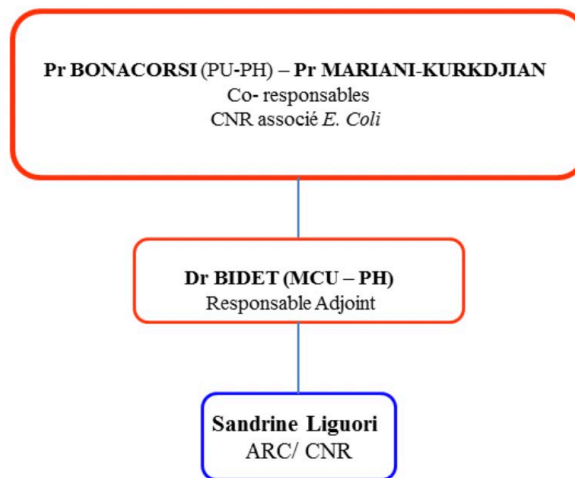 Pr BONACORSI (PU-PH) – Pr MARIANI-KURKDJIAN
Co- responsables
CNR associé E. Coli
Dr BIDET (MCU – PH)
Responsable Adjoint
Sandrine Liguori
ARC/ CNR